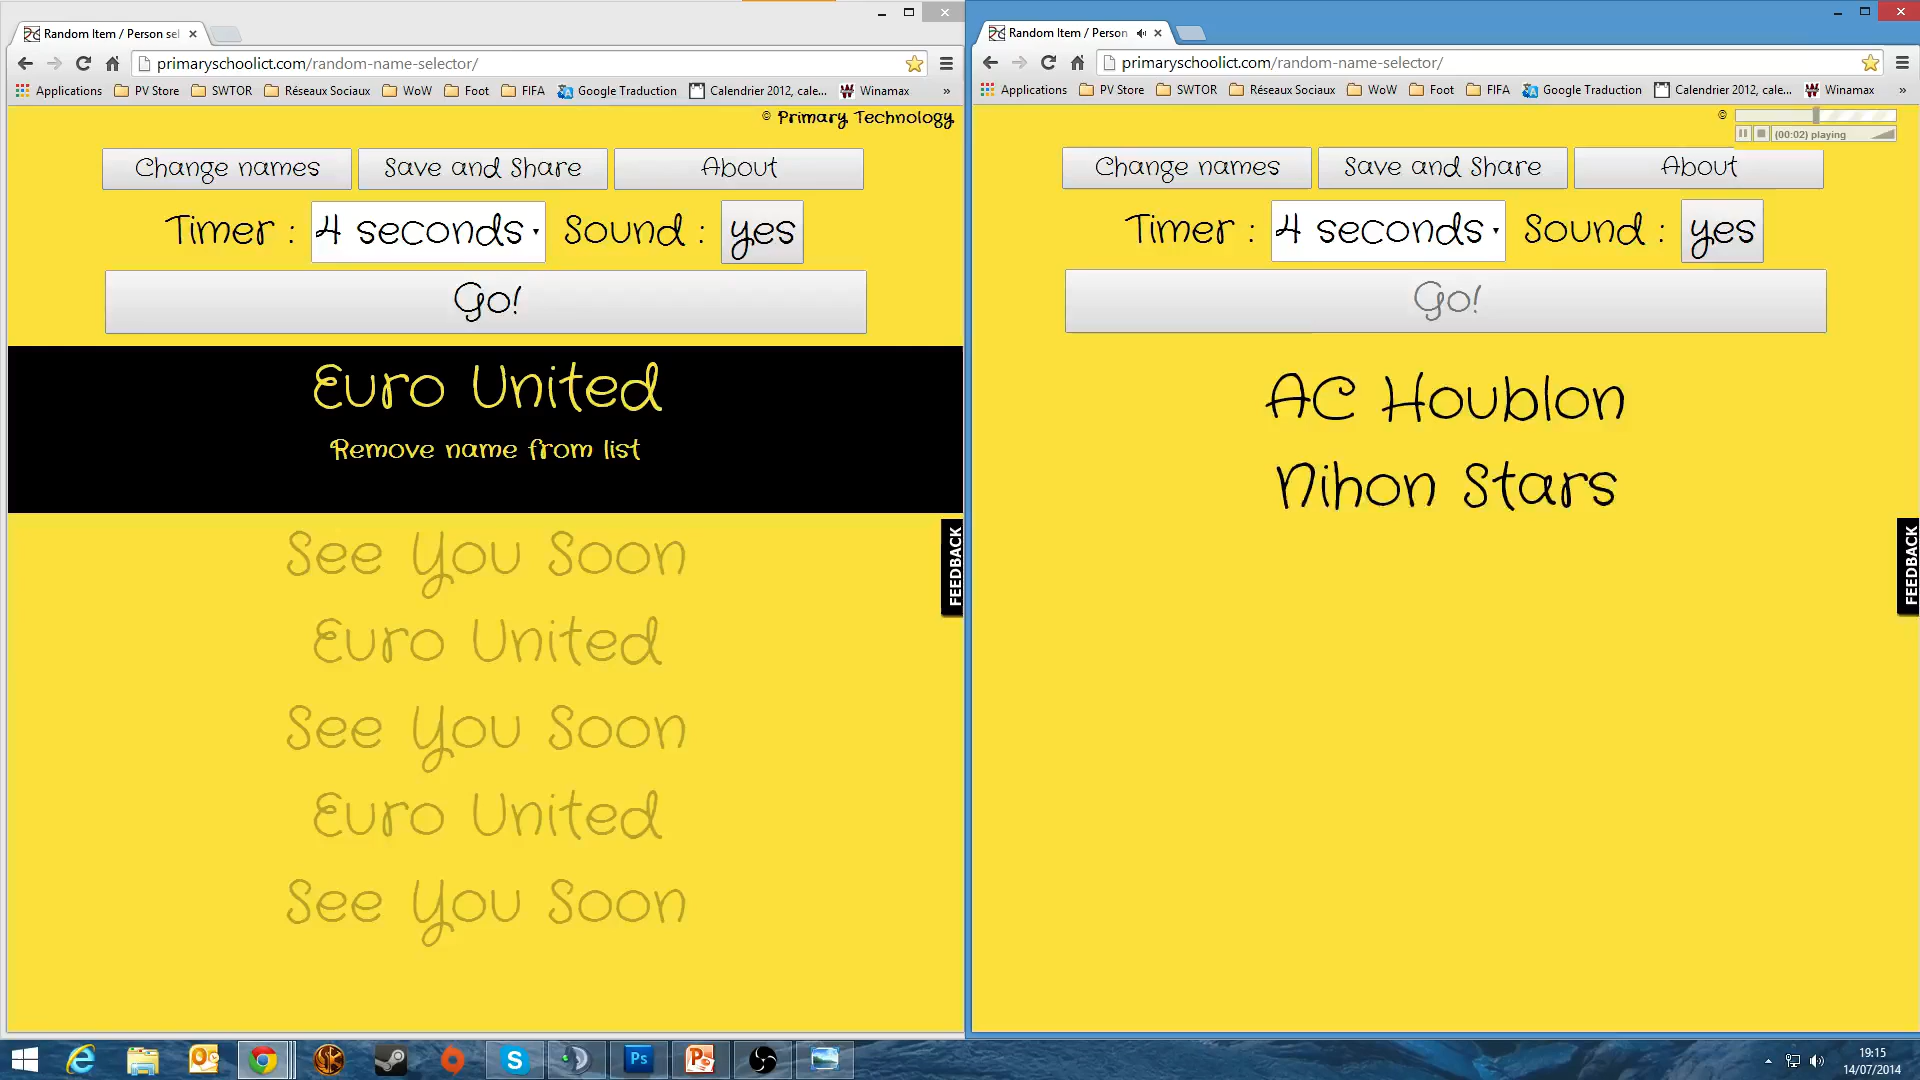 Random Item / Person sel
primaryschoolict.com/random-name-selector/
Applications PV Store SWTOR Réseaux Sociaux WoW Foot FIFA Google Traduction Calendrier 2012, cale... Winamax »
© Primary Technology
Change names Save and Share About
Timer : 4 seconds Sound : yes
Go!
Euro United
Remove name from list
See You Soon
Euro United
See You Soon
Euro United
See You Soon
FEEDBACK
Random Item / Person
primaryschoolict.com/random-name-selector/
Applications PV Store SWTOR Réseaux Sociaux WoW Foot FIFA Google Traduction Calendrier 2012, cale... Winamax »
©
(00:02) playing
Change names Save and Share About
Timer : 4 seconds Sound : yes
Go!
AC Houblon
Nihon Stars
FEEDBACK
19:15
14/07/2014